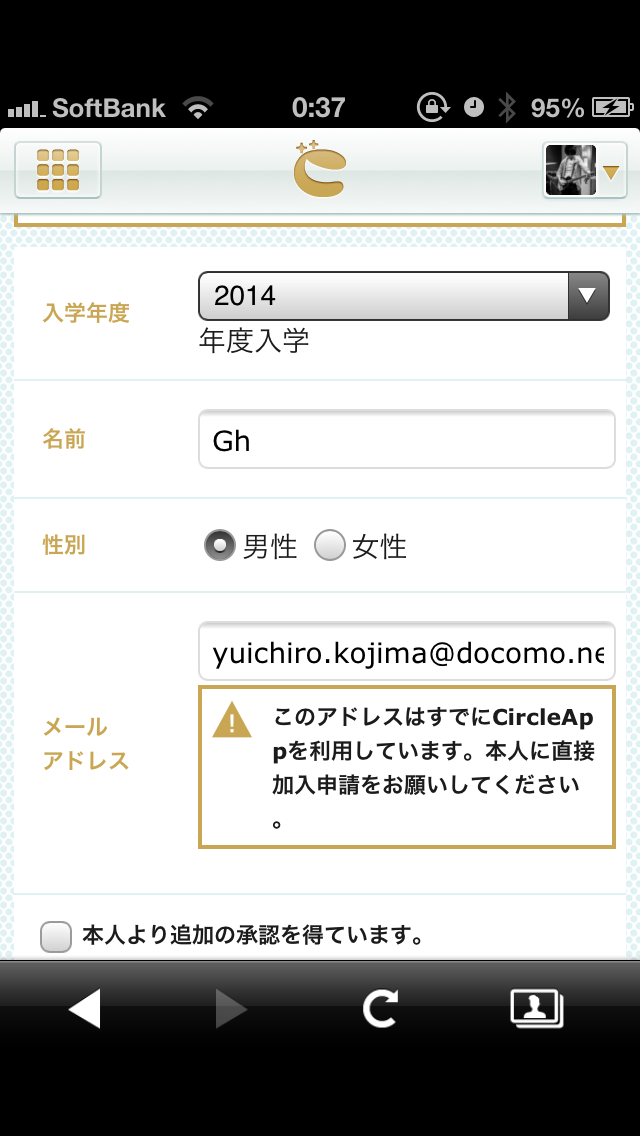 SoftBank 0:37 95%
入学年度
2014
年度入学
名前
Gh
性別
男性 女性
メール
アドレス
yuichiro.kojima@docomo.ne
このアドレスはすでにCircleAp
pを利用しています。本人に直接
加入申請をお願いしてください
。
本人より追加の承認を得ています。